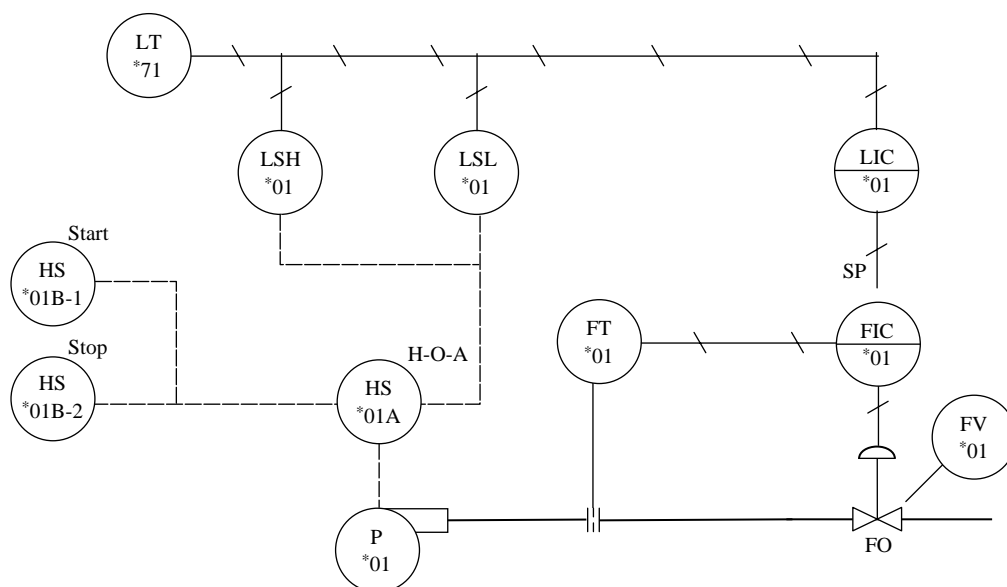 LT
*71
LSH
*01
LSL
*01
LIC
*01
Start
HS
*01B-1
SP
Stop
HS
*01B-2
H-O-A
HS
*01A
FT
*01
FIC
*01
FV
*01
P
*01
FO